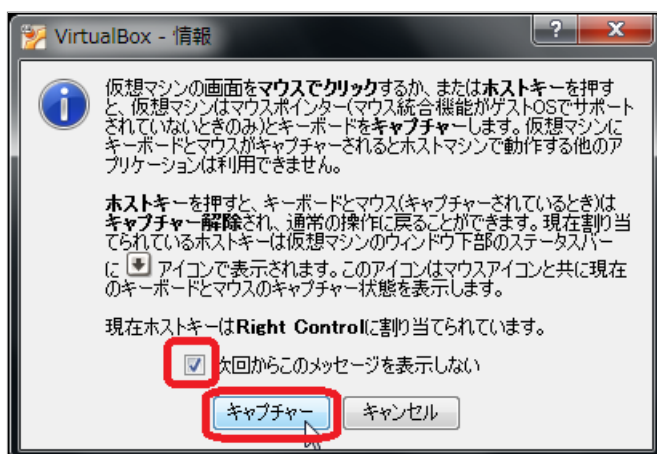 VirtualBox - 情報
仮想マシンの画面をマウスでクリックするか、またはホストキーを押す
と、仮想マシンはマウスポインター(マウス統合機能がゲストOSでサポート
されていないときのみ)とキーボードをキャプチャーします。仮想マシンに
キーボードとマウスがキャプチャーされるとホストマシンで動作する他のア
プリケーションは利用できません。
ホストキーを押すと、キーボードとマウス(キャプチャーされているとき)は
キャプチャー解除され、通常の操作に戻ることができます。現在割り当
てられているホストキーは仮想マシンのウィンドウ下部のステータスバー
に アイコンで表示されます。このアイコンはマウスアイコンと共に現在
のキーボードとマウスのキャプチャー状態を表示します。
現在ホストキーはRight Controlに割り当てられています。
次回からこのメッセージを表示しない
キャプチャー キャンセル